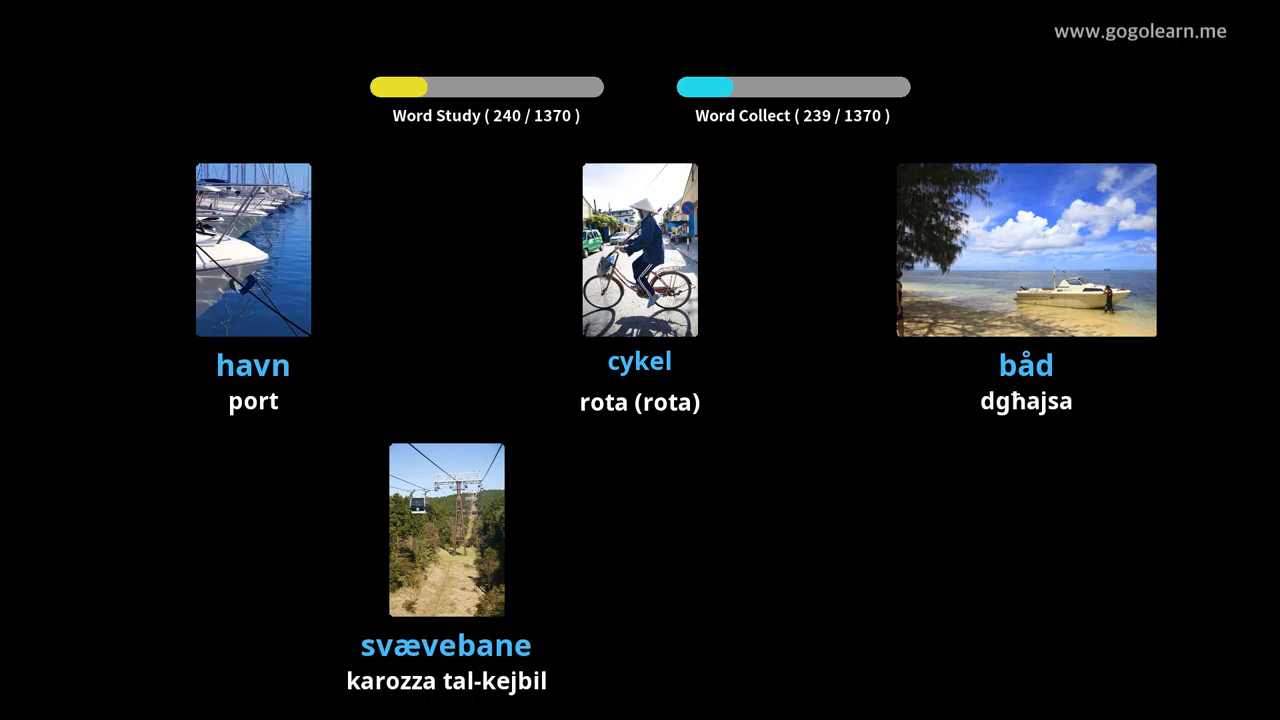 www.gogolearn.me
Word Study ( 240 / 1370 )
Word Collect ( 239 / 1370 )
havn
port
cykel
rota (rota)
båd
dgħajsa
svævebane
karozza tal-kejbil